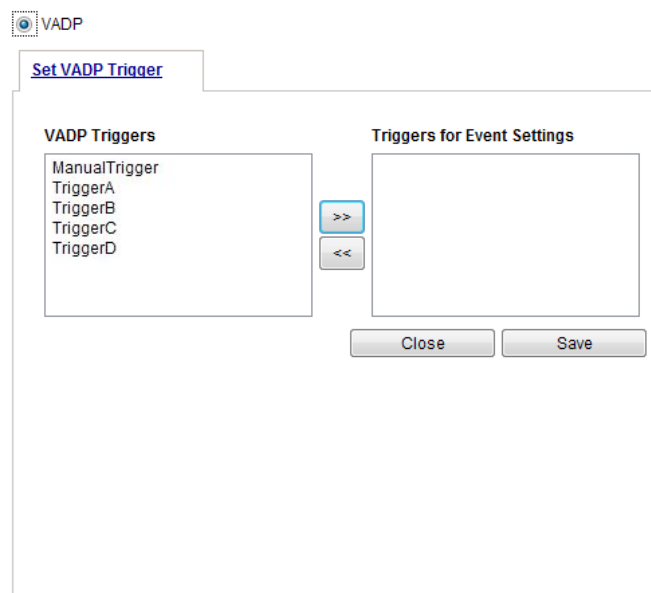 VADP
Set VADP Trigger
VADP Triggers
Triggers for Event Settings
ManualTrigger
TriggerA
TriggerB
TriggerC
TriggerD
>>
<<
Close
Save